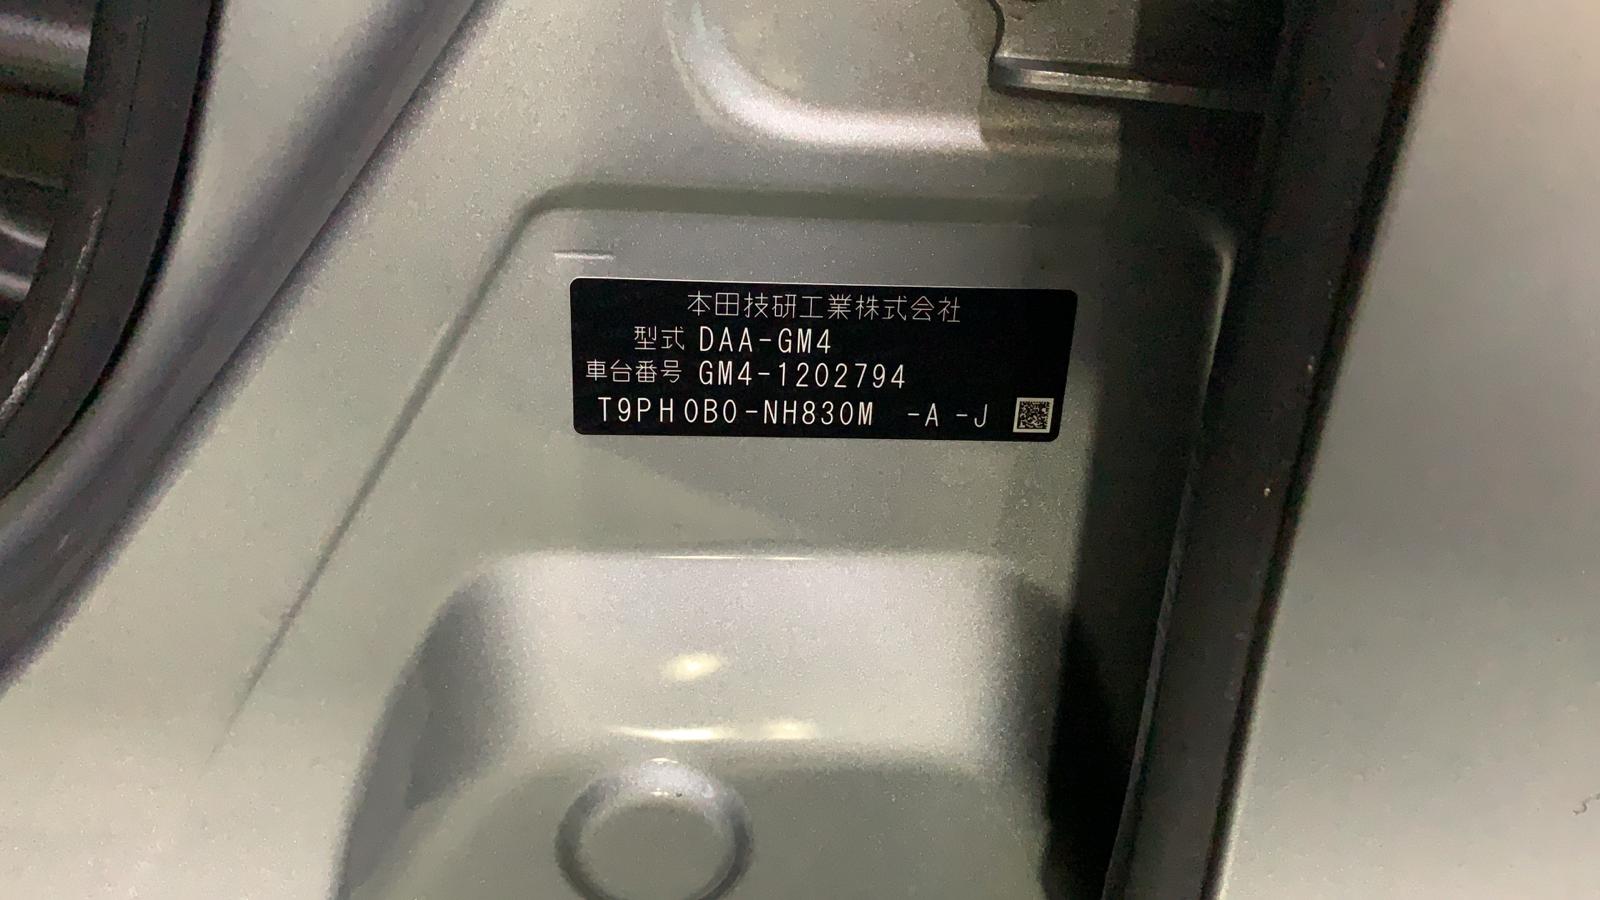 本田技研工業株式会社
型式 DAA-GM4
車台番号 GM4-1202794
T9PH0B0-NH830M -A -J